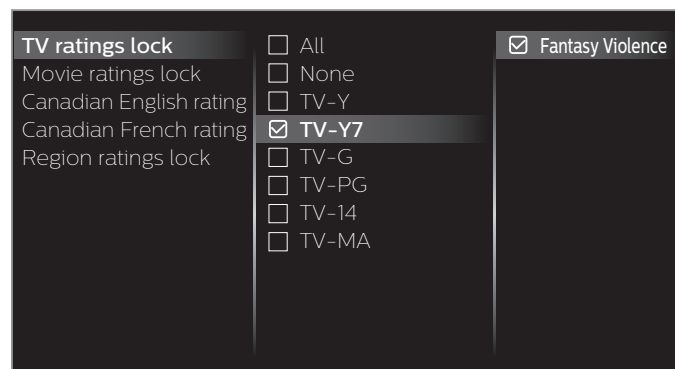 TV ratings lock
Movie ratings lock
Canadian English rating
Canadian French rating
Region ratings lock
All
None
TV-Y
TV-Y7
TV-G
TV-PG
TV-14
TV-MA
Fantasy Violence